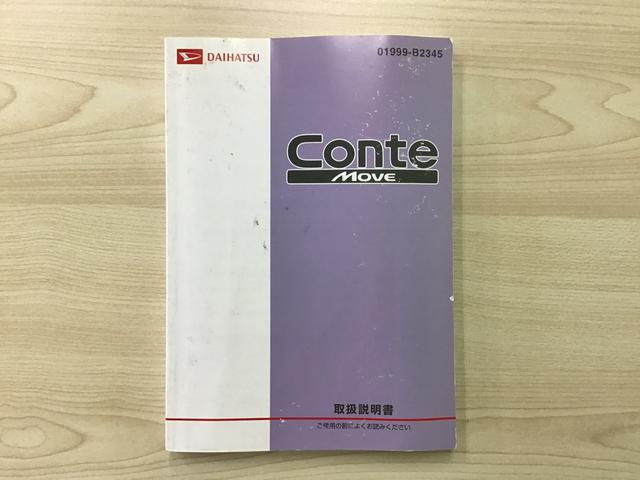 DAIHATSU
01999-B2345
Conte
MOVE
取扱説明書
ご使用の前によくお読みください